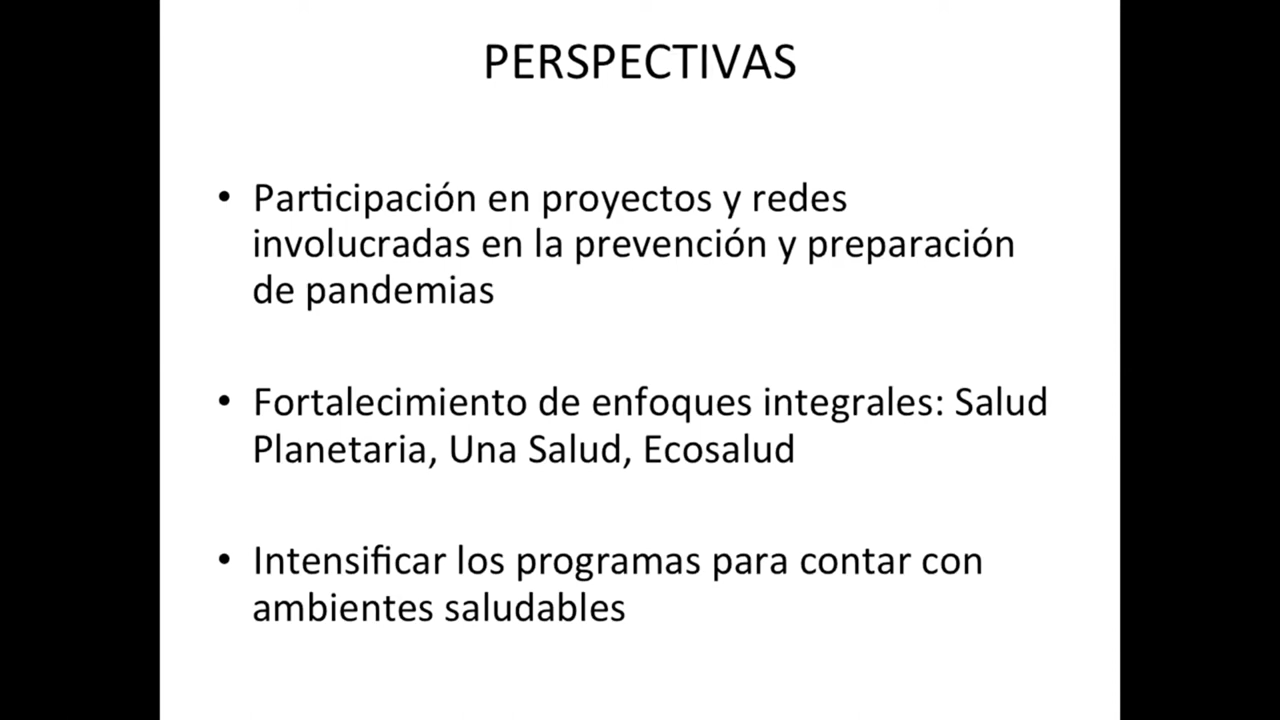 PERSPECTIVAS
• Participación en proyectos y redes
involucradas en la prevención y preparación
de pandemias
• Fortalecimiento de enfoques integrales: Salud
Planetaria, Una Salud, Ecosalud
• Intensificar los programas para contar con
ambientes saludables